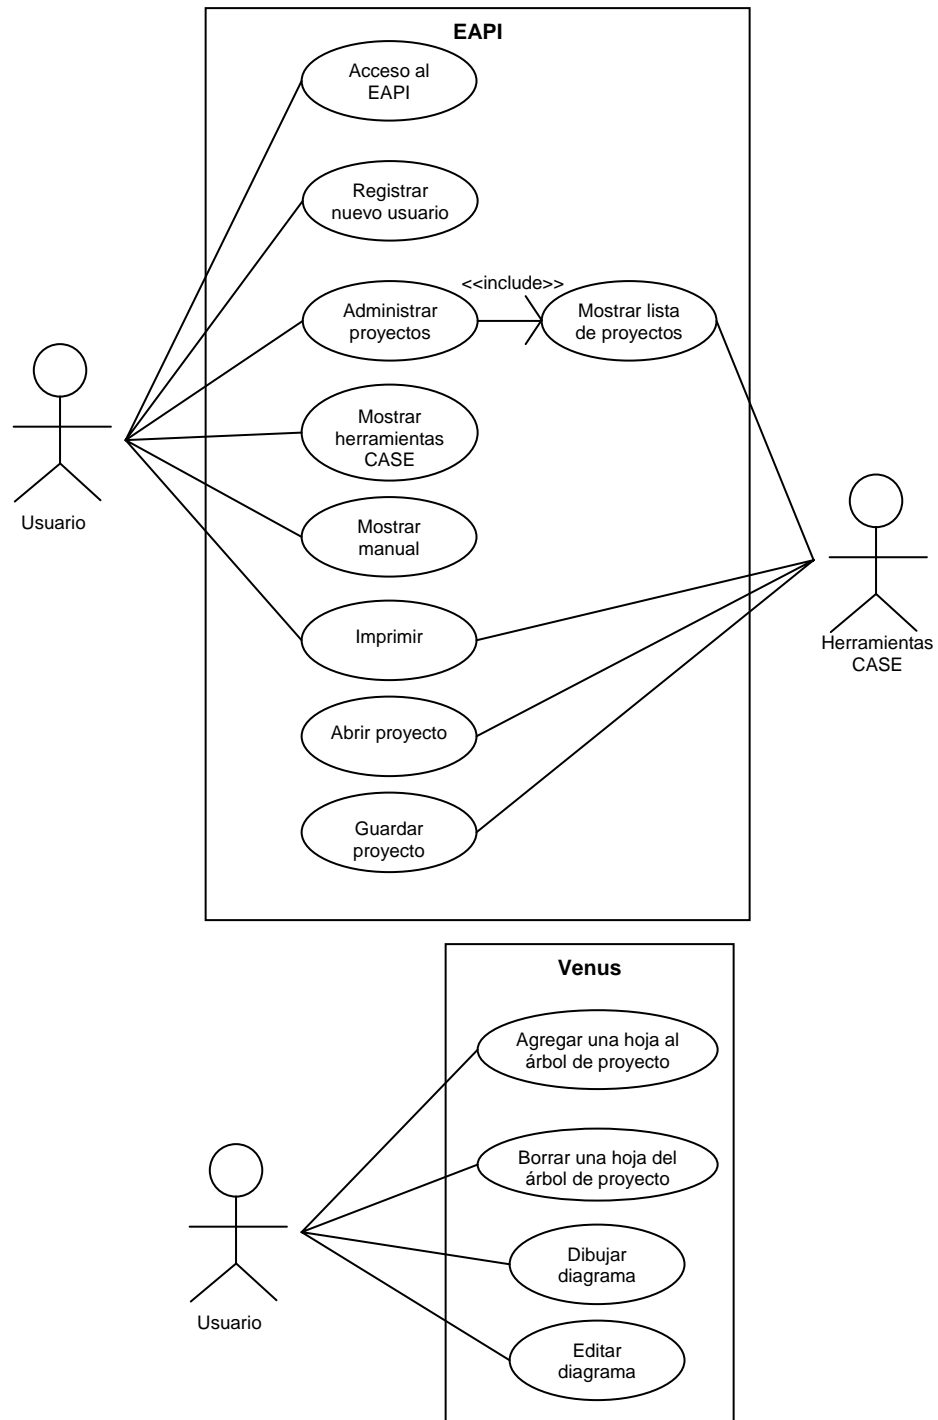 EAPI
Acceso al
EAPI
Registrar
nuevo usuario
<<include>>
Administrar
proyectos
Mostrar lista
de proyectos
Mostrar
herramientas
CASE
Usuario
Mostrar
manual
Imprimir
Herramientas
CASE
Abrir proyecto
Guardar
proyecto
Venus
Agregar una hoja al
árbol de proyecto
Borrar una hoja del
árbol de proyecto
Dibujar
diagrama
Usuario
Editar
diagrama